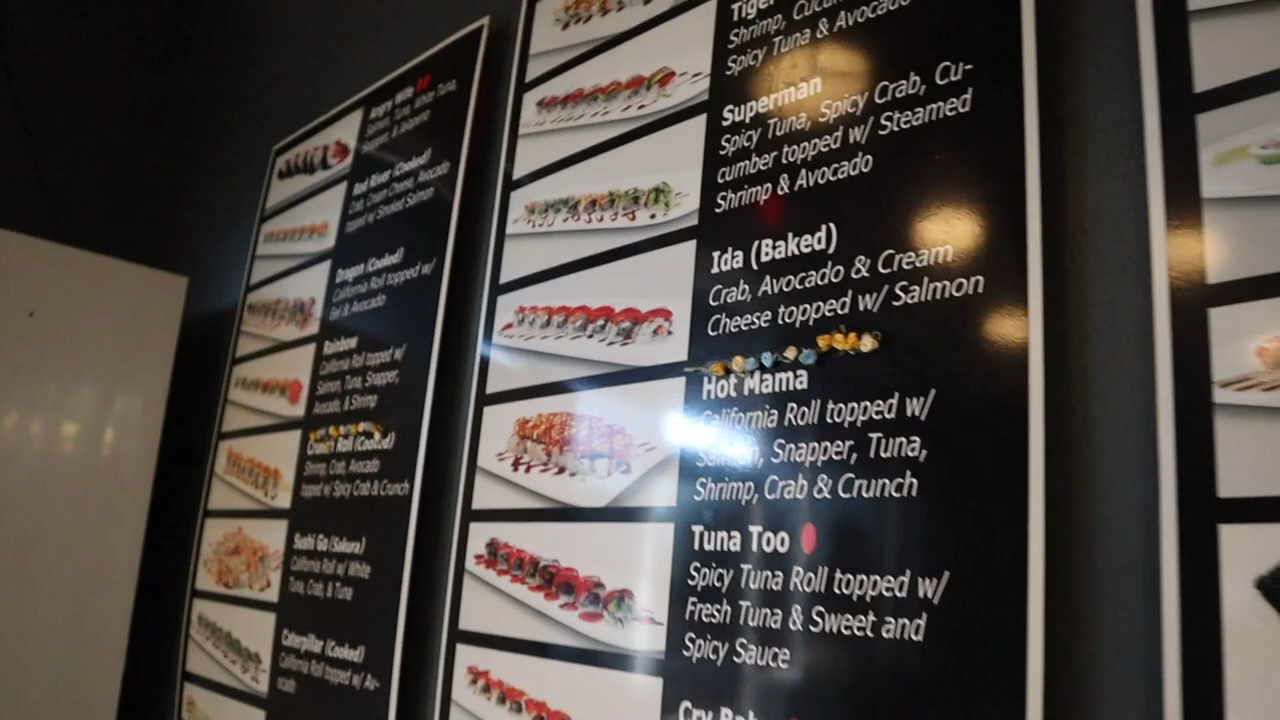 Angry Wife
Salmon, Tuna, White Tuna,
Snapper, & Jalapeno
Red River (Cooked)
Crab, Cream Cheese, Avocado
topped w/ Smoked Salmon
Dragon (Cooked)
California Roll topped w/
Eel & Avocado
Rainbow
California Roll topped w/
Salmon, Tuna, Snapper,
Avocado, & Shrimp
Crunch Roll (Cooked)
Shrimp, Crab, Avocado
topped w/ Spicy Crab & Crunch
Sushi Go (Sakura)
California Roll w/ White
Tuna, Crab, & Tuna
Caterpillar (Cooked)
California Roll topped w/ Av-
ocado
Tiger
Shrimp, Cucum
Spicy Tuna & Avocado
Superman
Spicy Tuna, Spicy Crab, Cu-
cumber topped w/ Steamed
Shrimp & Avocado
Ida (Baked)
Crab, Avocado & Cream
Cheese topped w/ Salmon
Hot Mama
California Roll topped w/
Salmon, Snapper, Tuna,
Shrimp, Crab & Crunch
Tuna Too
Spicy Tuna Roll topped w/
Fresh Tuna & Sweet and
Spicy Sauce
Cry